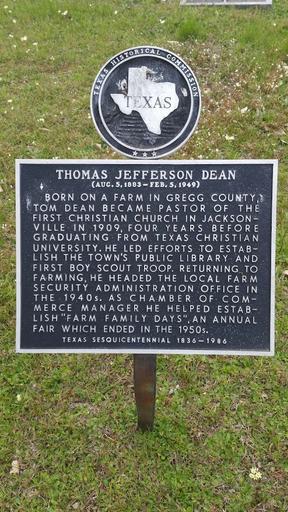 TEXAS HISTORICAL COMMISSION
TEXAS
THOMAS JEFFERSON DEAN
(AUG. 5, 1883 – FEB. 5, 1949)
BORN ON A FARM IN GREGG COUNTY,
TOM DEAN BECAME PASTOR OF THE
FIRST CHRISTIAN CHURCH IN JACKSON-
VILLE IN 1909, FOUR YEARS BEFORE
GRADUATING FROM TEXAS CHRISTIAN
UNIVERSITY. HE LED EFFORTS TO ESTAB-
LISH THE TOWN'S PUBLIC LIBRARY AND
FIRST BOY SCOUT TROOP. RETURNING TO
FARMING, HE HEADED THE LOCAL FARM
SECURITY ADMINISTRATION OFFICE IN
THE 1940s. AS CHAMBER OF COM-
MERCE MANAGER HE HELPED ESTAB-
LISH "FARM FAMILY DAYS", AN ANNUAL
FAIR WHICH ENDED IN THE 1950s.
TEXAS SESQUICENTENNIAL 1836 – 1986